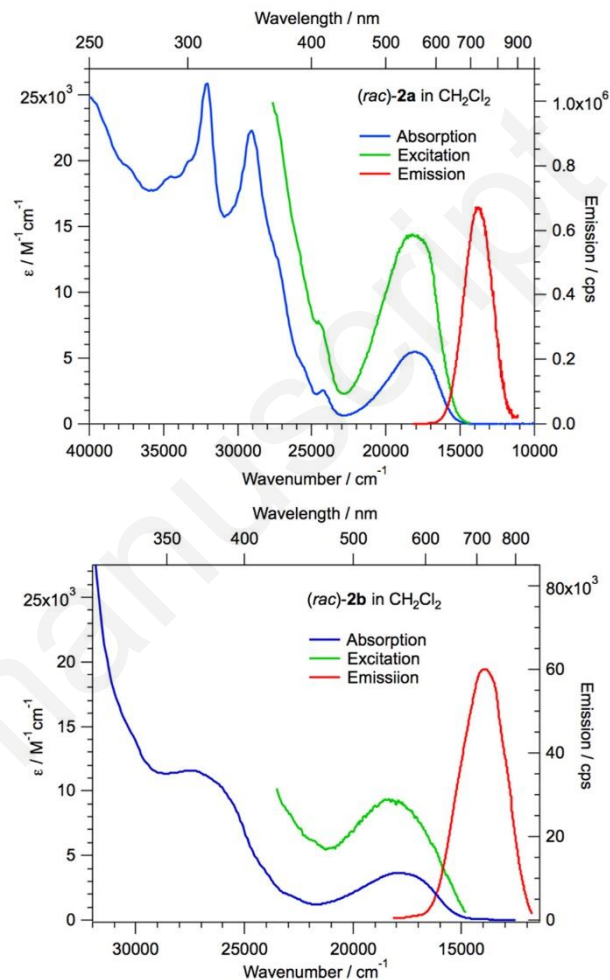 Wavelength / nm
250 300 400 500 600 700 800 900
(rac)-2a in CH₂Cl₂
Absorption
Excitation
Emission
25x10³
20
15
10
5
0
ε / M⁻¹cm⁻¹
1.0x10⁶
0.8
0.6
0.4
0.2
0.0
Emission / cps
40000 35000 30000 25000 20000 15000 10000
Wavenumber / cm⁻¹
Wavelength / nm
350 400 500 600 700 800
(rac)-2b in CH₂Cl₂
Absorption
Excitation
Emissiion
25x10³
20
15
10
5
0
ε / M⁻¹cm⁻¹
80x10³
60
40
20
0
Emission / cps
30000 25000 20000 15000
Wavenumber / cm⁻¹
manuscript